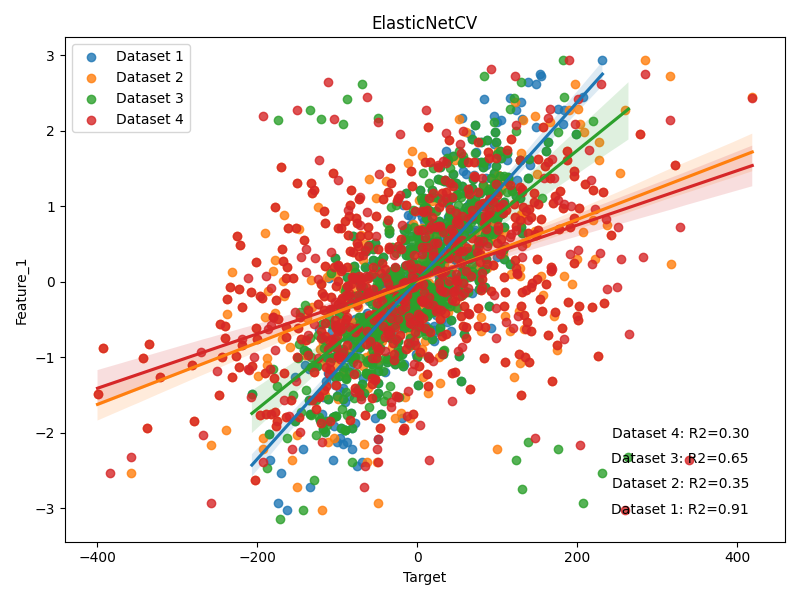 ElasticNetCV
Dataset 1
Dataset 2
Dataset 3
Dataset 4
3
2
1
0
−1
−2
−3
Feature_1
Dataset 4: R2=0.30
Dataset 3: R2=0.65
Dataset 2: R2=0.35
Dataset 1: R2=0.91
−400
−200
0
200
400
Target